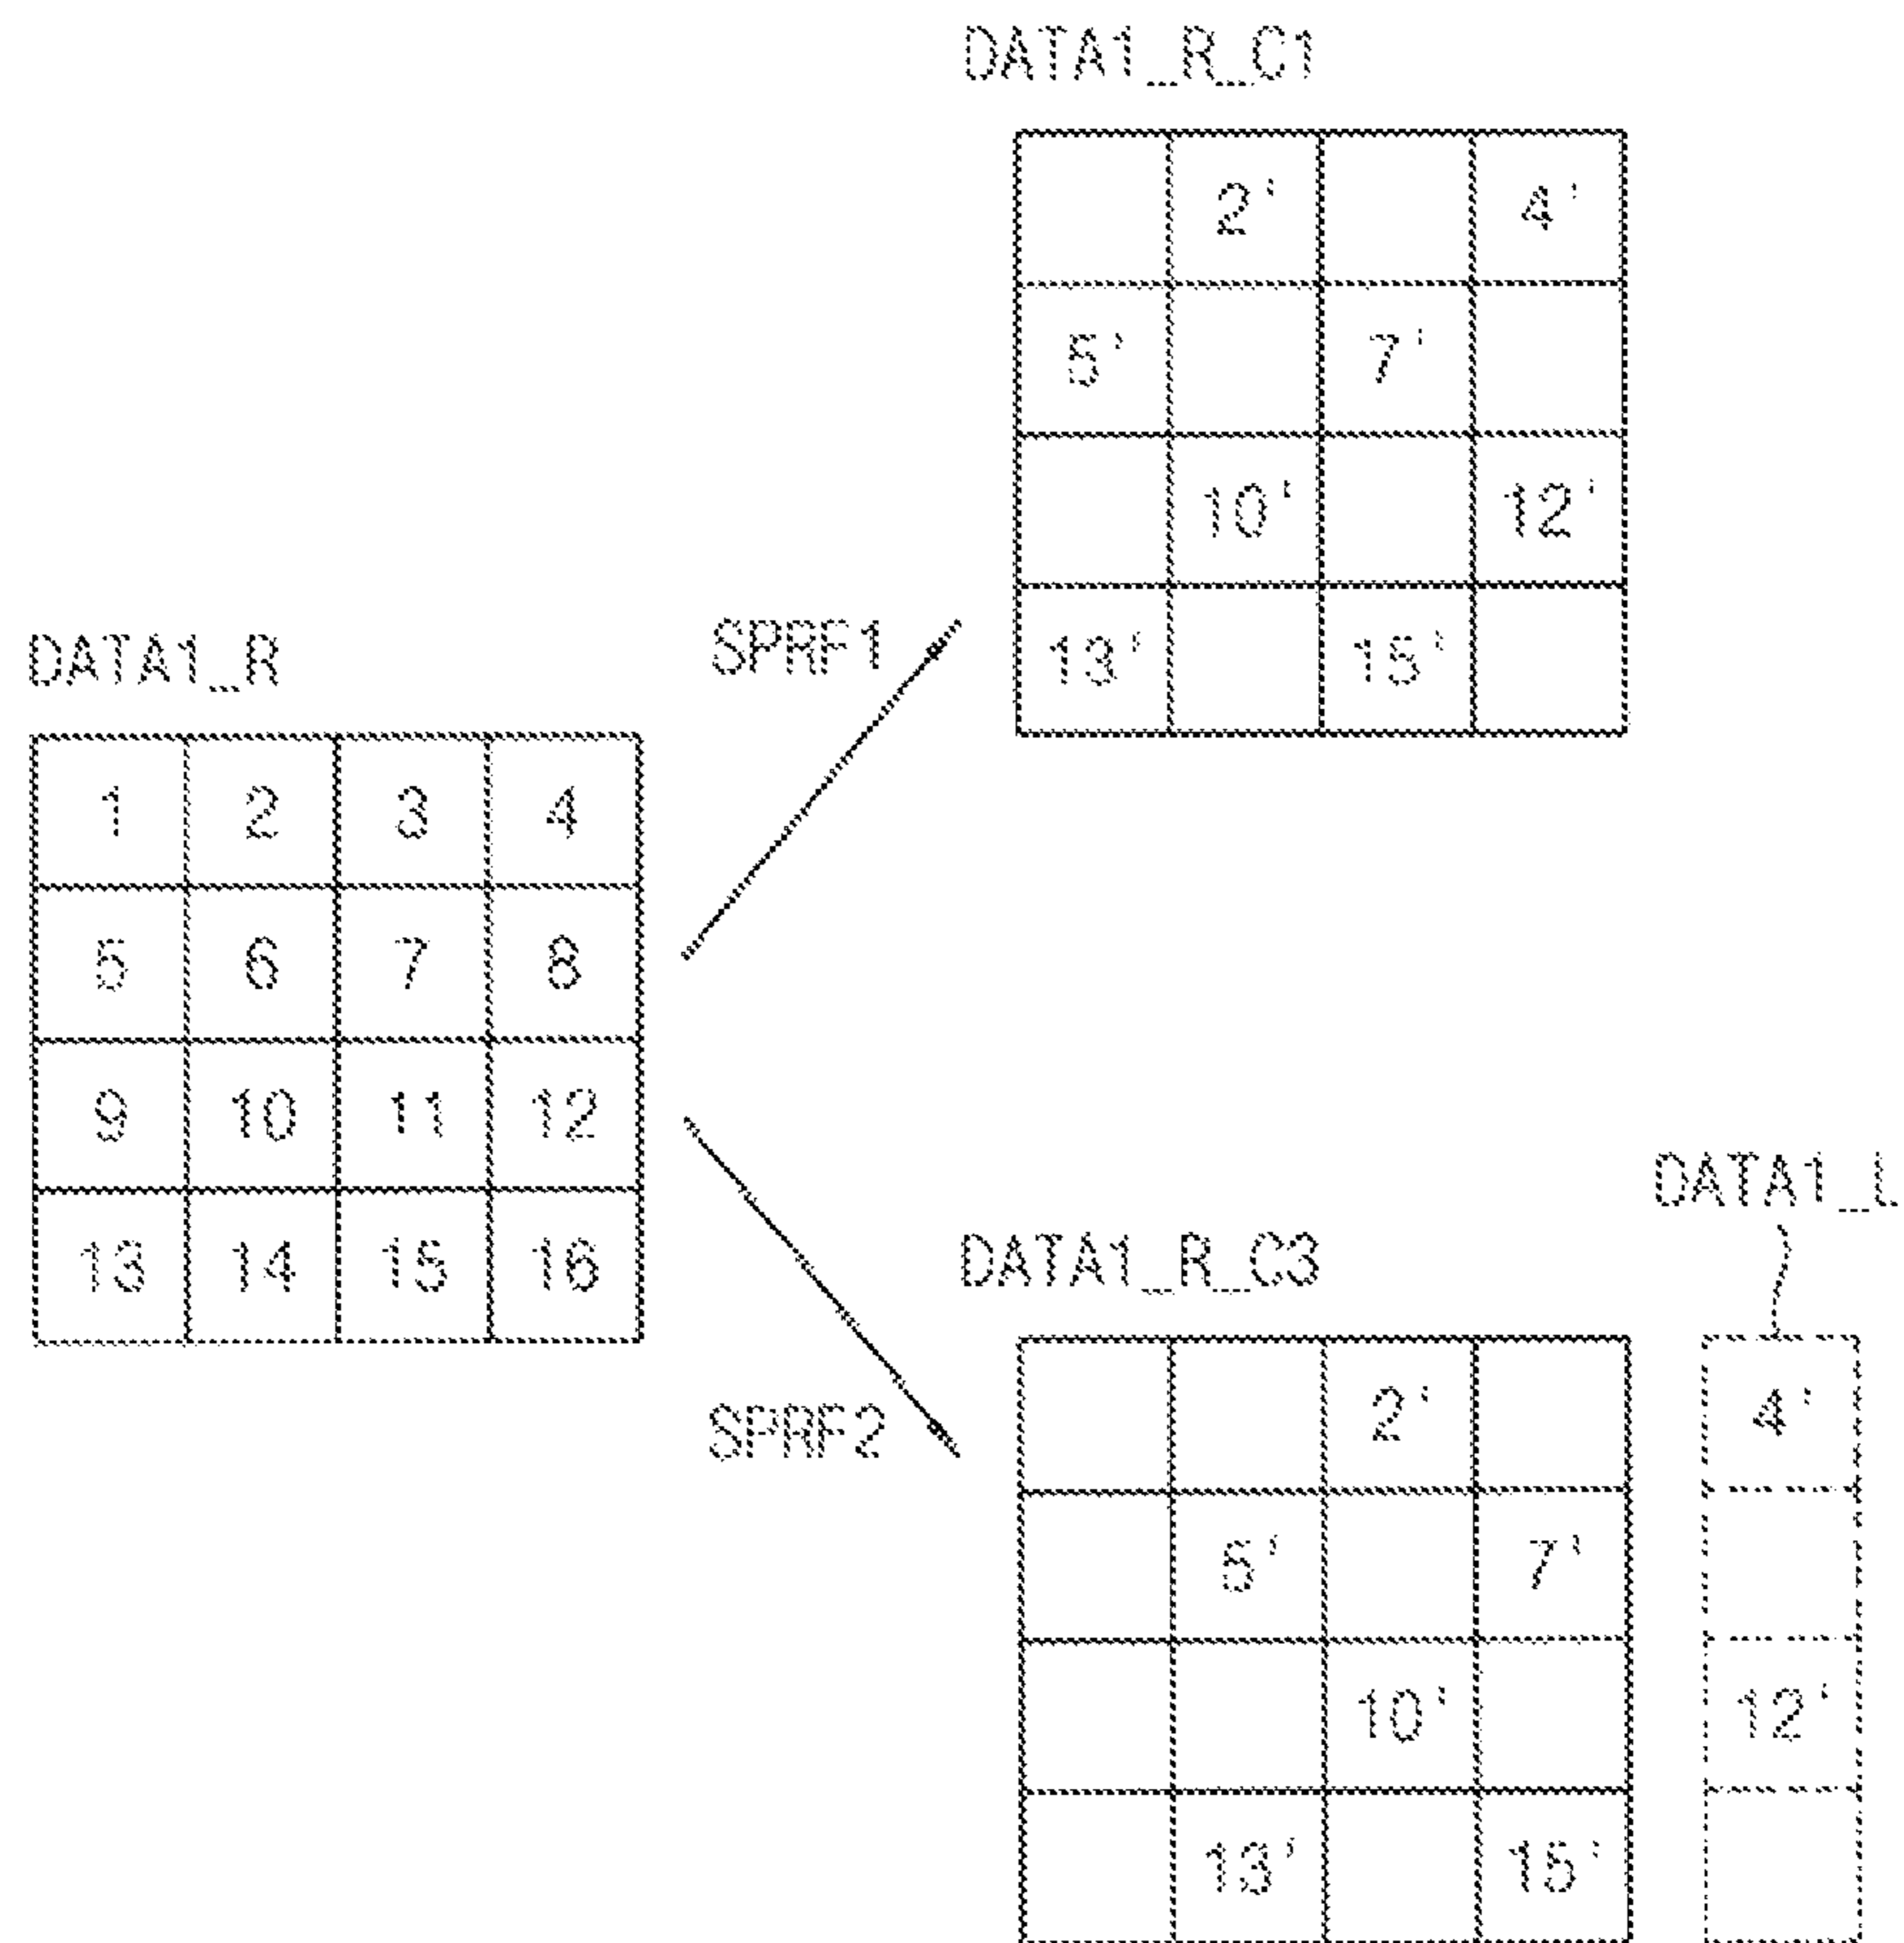 DATA1_R_C1
2' 4'
5' 7'
10' 12'
13' 15'
SPRF1
DATA1_R
1 2 3 4
5 6 7 8
9 10 11 12
13 14 15 16
SPRF2
DATA1_R_C3
DATA1_L
2' 4'
5' 7'
10' 12'
13' 15'